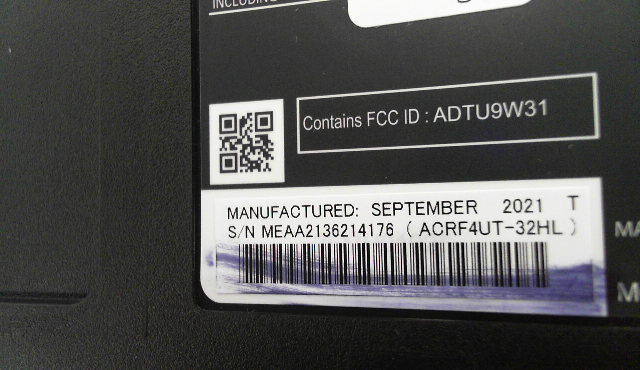 INCLUDING
Contains FCC ID : ADTU9W31
MANUFACTURED: SEPTEMBER 2021 T
S/N MEAA2136214176 ( ACRF4UT-32HL )